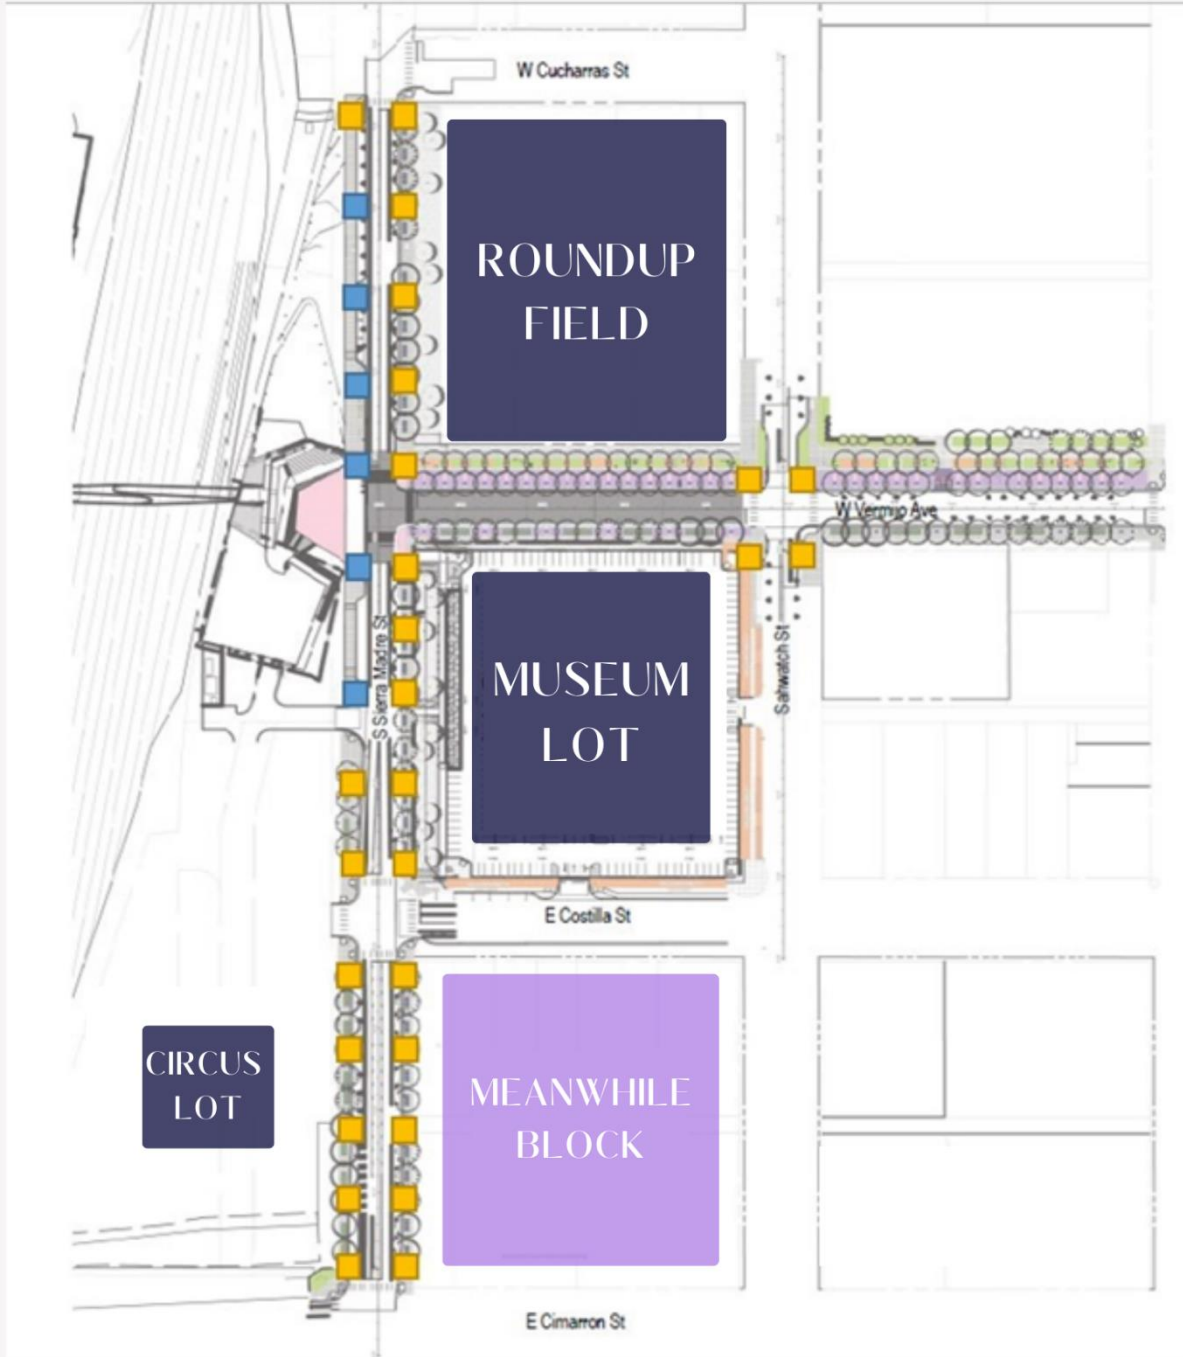 W Cucharras St
ROUNDUP
FIELD
W Vermijo Ave
S Sierra Madre St
Sahwatch St
MUSEUM
LOT
E Costilla St
CIRCUS
LOT
MEANWHILE
BLOCK
E Cimarron St